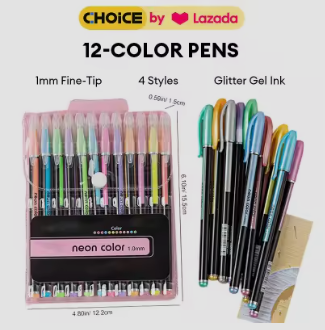 CHOICE by Lazada
12-COLOR PENS
1mm Fine-Tip 4 Styles Glitter Gel Ink
0.59in/ 1.5cm
Color
neon color 1.0mm
6.10in/ 15.5cm
4.80in/ 12.2cm